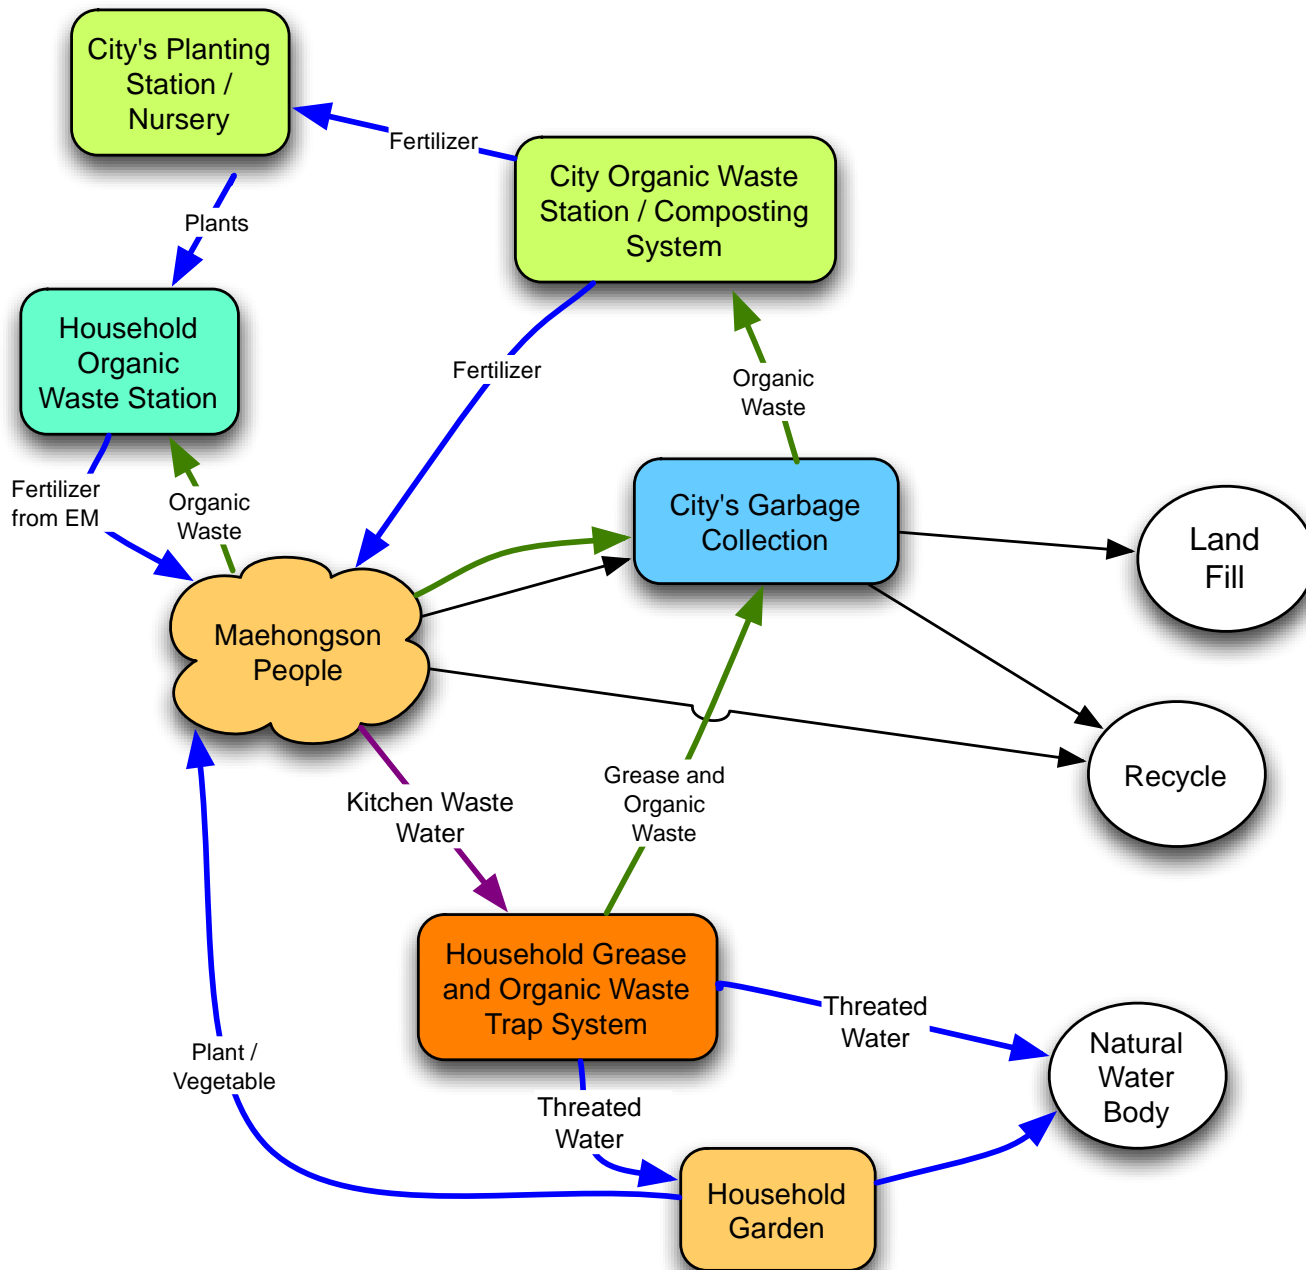 City's Planting
Station /
Nursery
Fertilizer
City Organic Waste
Station / Composting
System
Plants
Household
Organic
Waste Station
Fertilizer
Organic
Waste
Fertilizer
from EM
Organic
Waste
City's Garbage
Collection
Land
Fill
Maehongson
People
Recycle
Kitchen Waste
Water
Grease and
Organic
Waste
Household Grease
and Organic Waste
Trap System
Threated
Water
Natural
Water
Body
Plant /
Vegetable
Threated
Water
Household
Garden